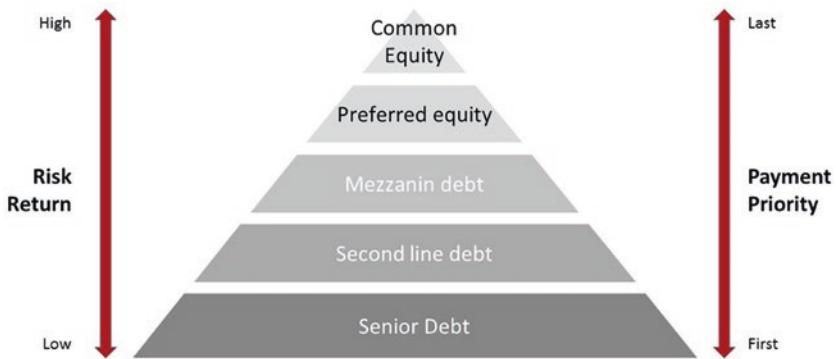 High
Common
Equity
Last
Preferred equity
Risk
Return
Mezzanin debt
Payment
Priority
Second line debt
Senior Debt
Low
First